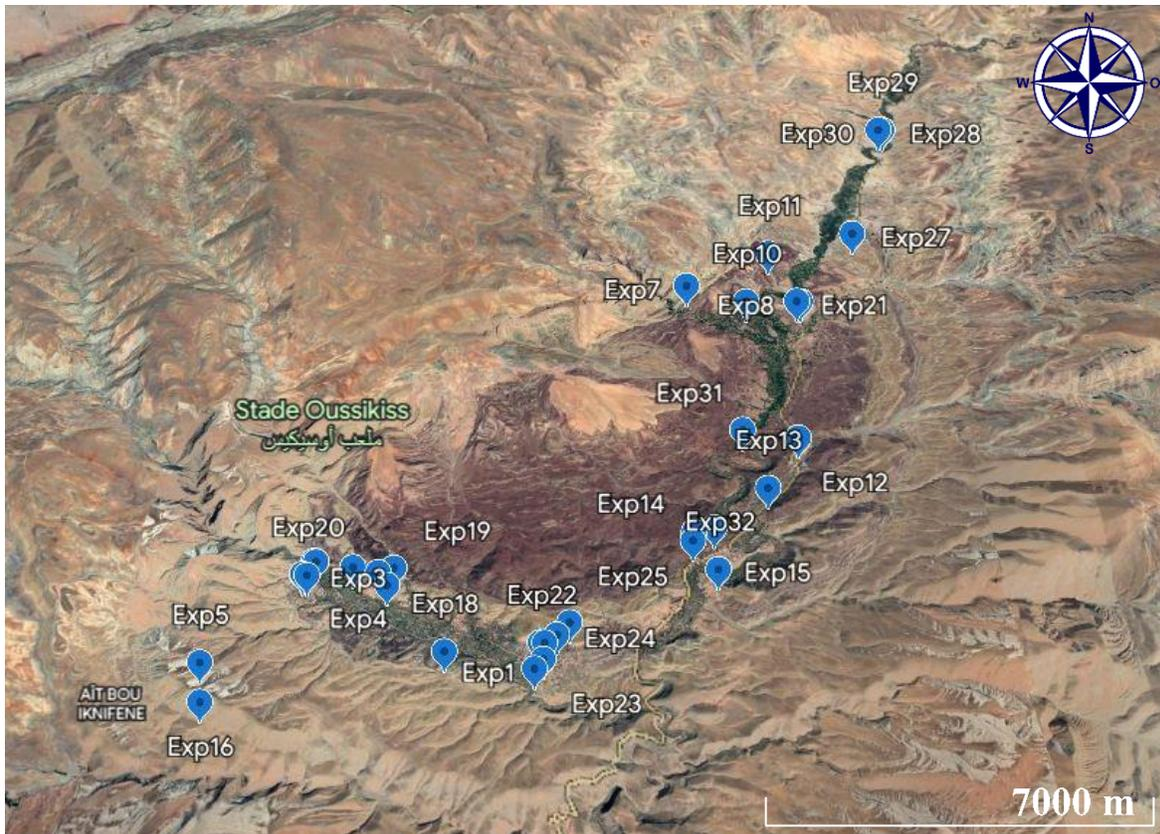 N
Exp29
W
O
Exp30
Exp28
S
Exp11
Exp27
Exp10
Exp7
Exp8
Exp21
Exp31
Stade Oussikiss
ملعب أوسيكيس
Exp13
Exp12
Exp14
Exp32
Exp20
Exp19
Exp3
Exp25
Exp15
Exp18
Exp22
Exp5
Exp4
Exp24
Exp1
AÏT BOU
IKNIFENE
Exp23
Exp16
7000 m